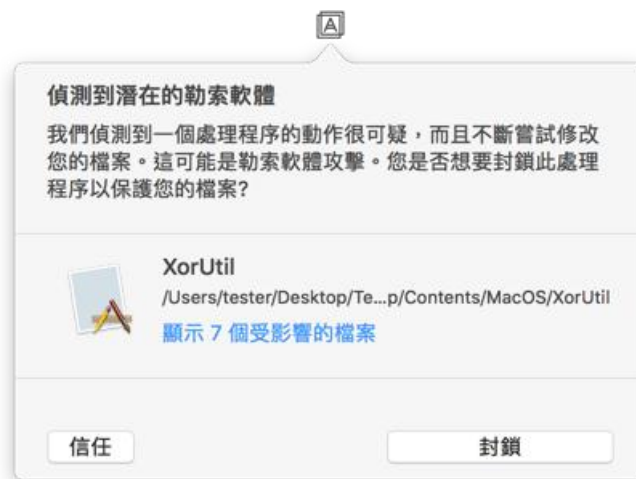 偵測到潛在的勒索軟體
我們偵測到一個處理程序的動作很可疑，而且不斷嘗試修改
您的檔案。這可能是勒索軟體攻擊。您是否想要封鎖此處理
程序以保護您的檔案?
XorUtil
/Users/tester/Desktop/Te...p/Contents/MacOS/XorUtil
顯示 7 個受影響的檔案
信任
封鎖